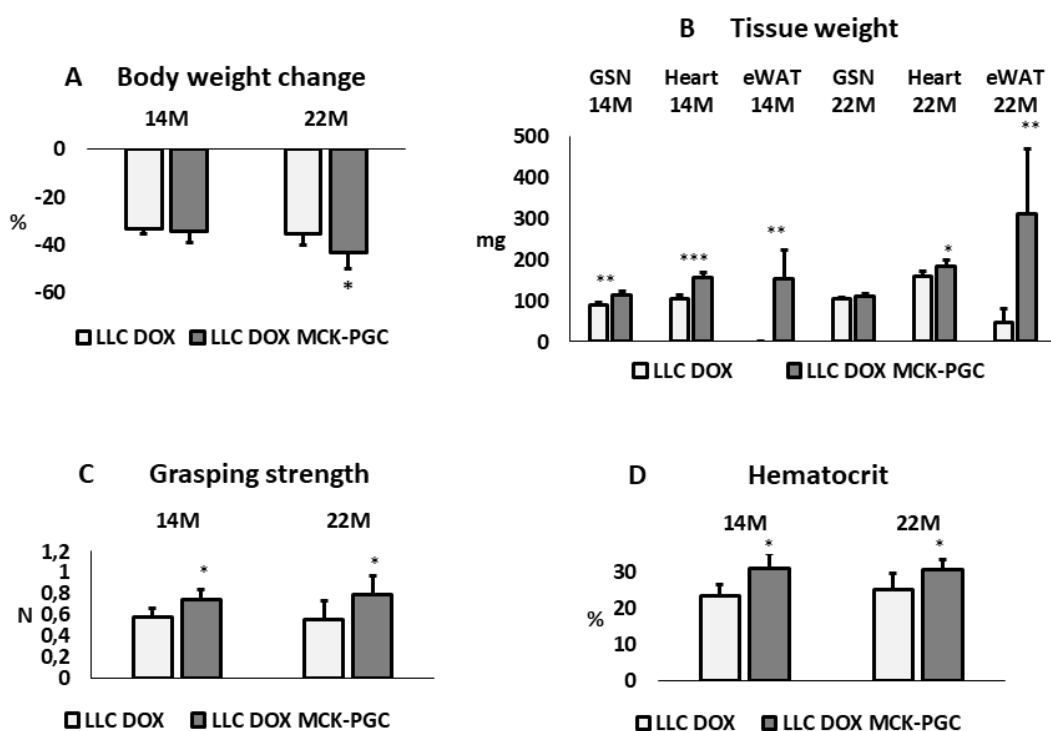 A Body weight change
14M 22M
0
-20
%
-40
-60
*
LLC DOX LLC DOX MCK-PGC
B Tissue weight
GSN Heart eWAT GSN Heart eWAT
14M 14M 14M 22M 22M 22M
500
**
400
300
mg
200
** *** ** *
100
0
LLC DOX LLC DOX MCK-PGC
C Grasping strength
14M 22M
1,2
1
* *
0,8
N
0,6
0,4
0,2
0
LLC DOX LLC DOX MCK-PGC
D Hematocrit
14M 22M
* *
30
20
%
10
0
LLC DOX LLC DOX MCK-PGC